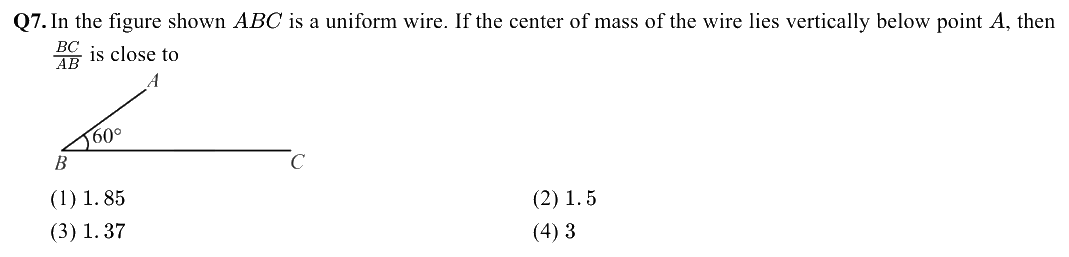 Q7. In the figure shown ABC is a uniform wire. If the center of mass of the wire lies vertically below point A, then
BC/AB is close to
A
60°
B
C
(1) 1. 85 (2) 1. 5
(3) 1. 37 (4) 3